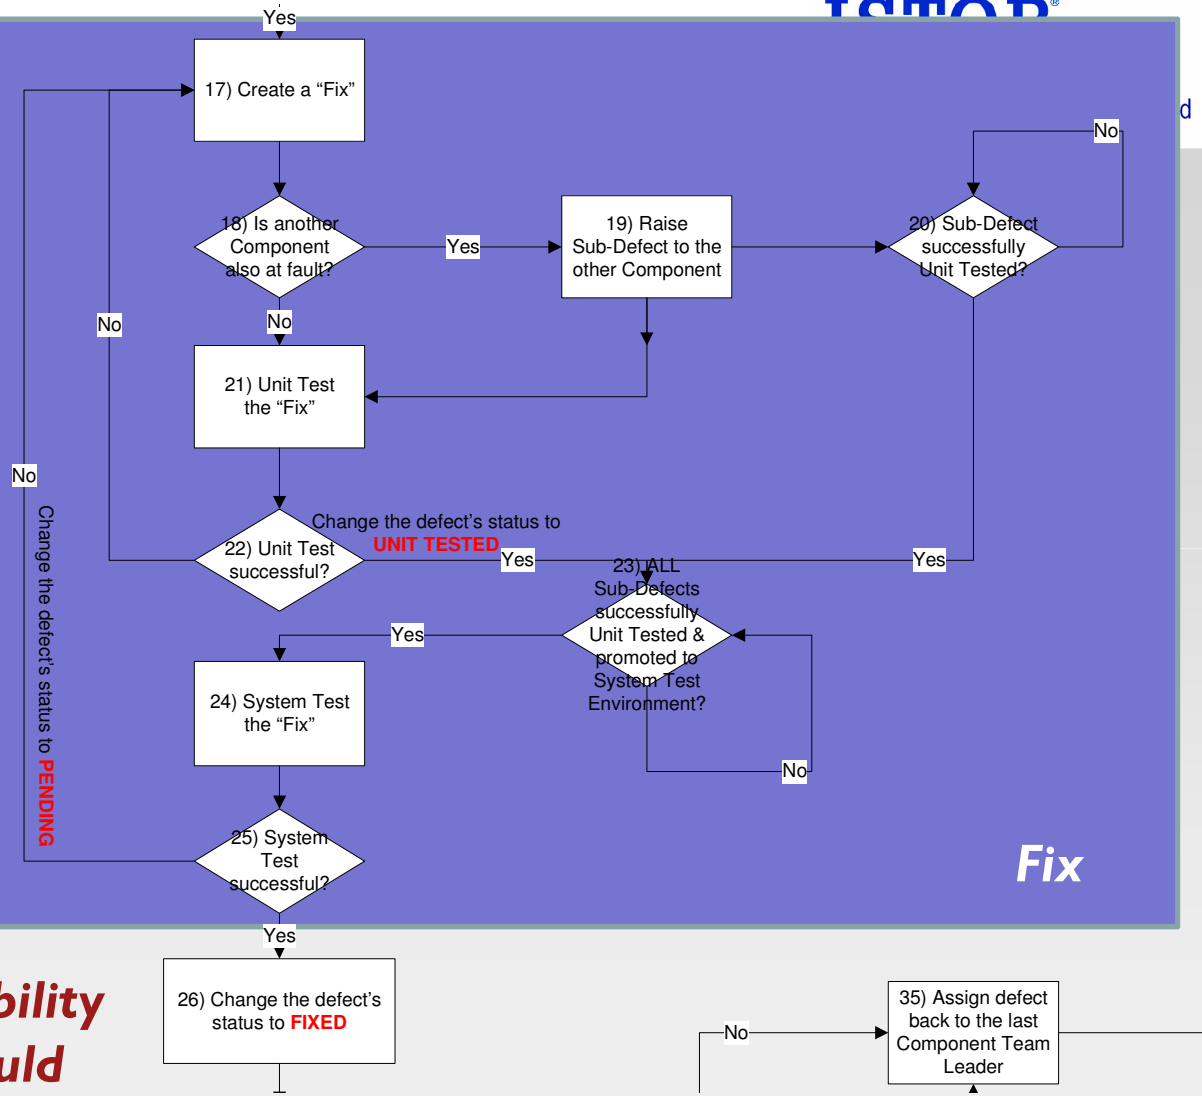 Yes
17) Create a “Fix”
No
18) Is another
Component
also at fault?
Yes
19) Raise
Sub-Defect to the
other Component
20) Sub-Defect
successfully
Unit Tested?
No
No
21) Unit Test
the “Fix”
No
Change the defect's status to PENDING
22) Unit Test
successful?
Change the defect’s status to
UNIT TESTED
Yes
Yes
23) ALL
Sub-Defects
successfully
Unit Tested &
promoted to
System Test
Environment?
Yes
No
24) System Test
the “Fix”
25) System
Test
successful?
Fix
Yes
26) Change the defect’s
status to FIXED
No
35) Assign defect
back to the last
Component Team
Leader